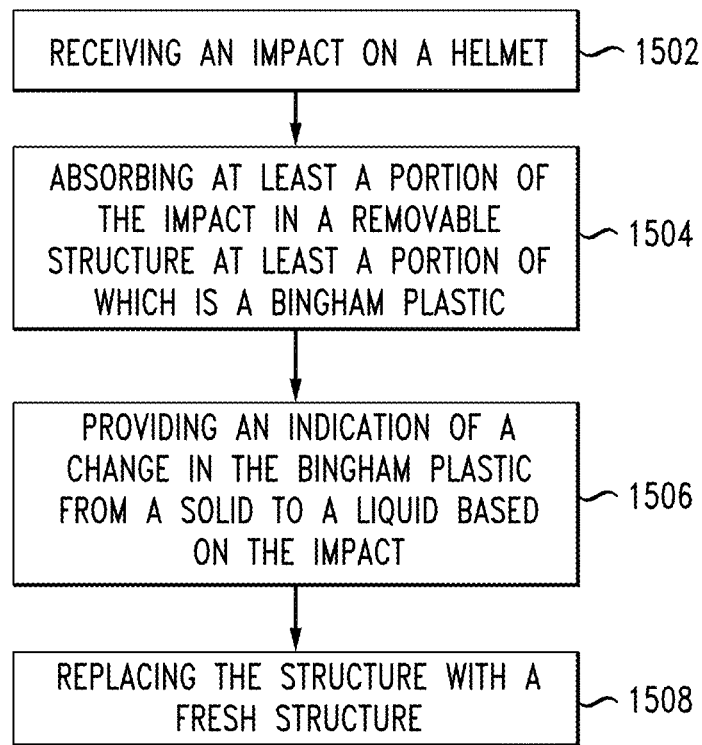 RECEIVING AN IMPACT ON A HELMET
1502
ABSORBING AT LEAST A PORTION OF
THE IMPACT IN A REMOVABLE
STRUCTURE AT LEAST A PORTION OF
WHICH IS A BINGHAM PLASTIC
1504
PROVIDING AN INDICATION OF A
CHANGE IN THE BINGHAM PLASTIC
FROM A SOLID TO A LIQUID BASED
ON THE IMPACT
1506
REPLACING THE STRUCTURE WITH A
FRESH STRUCTURE
1508